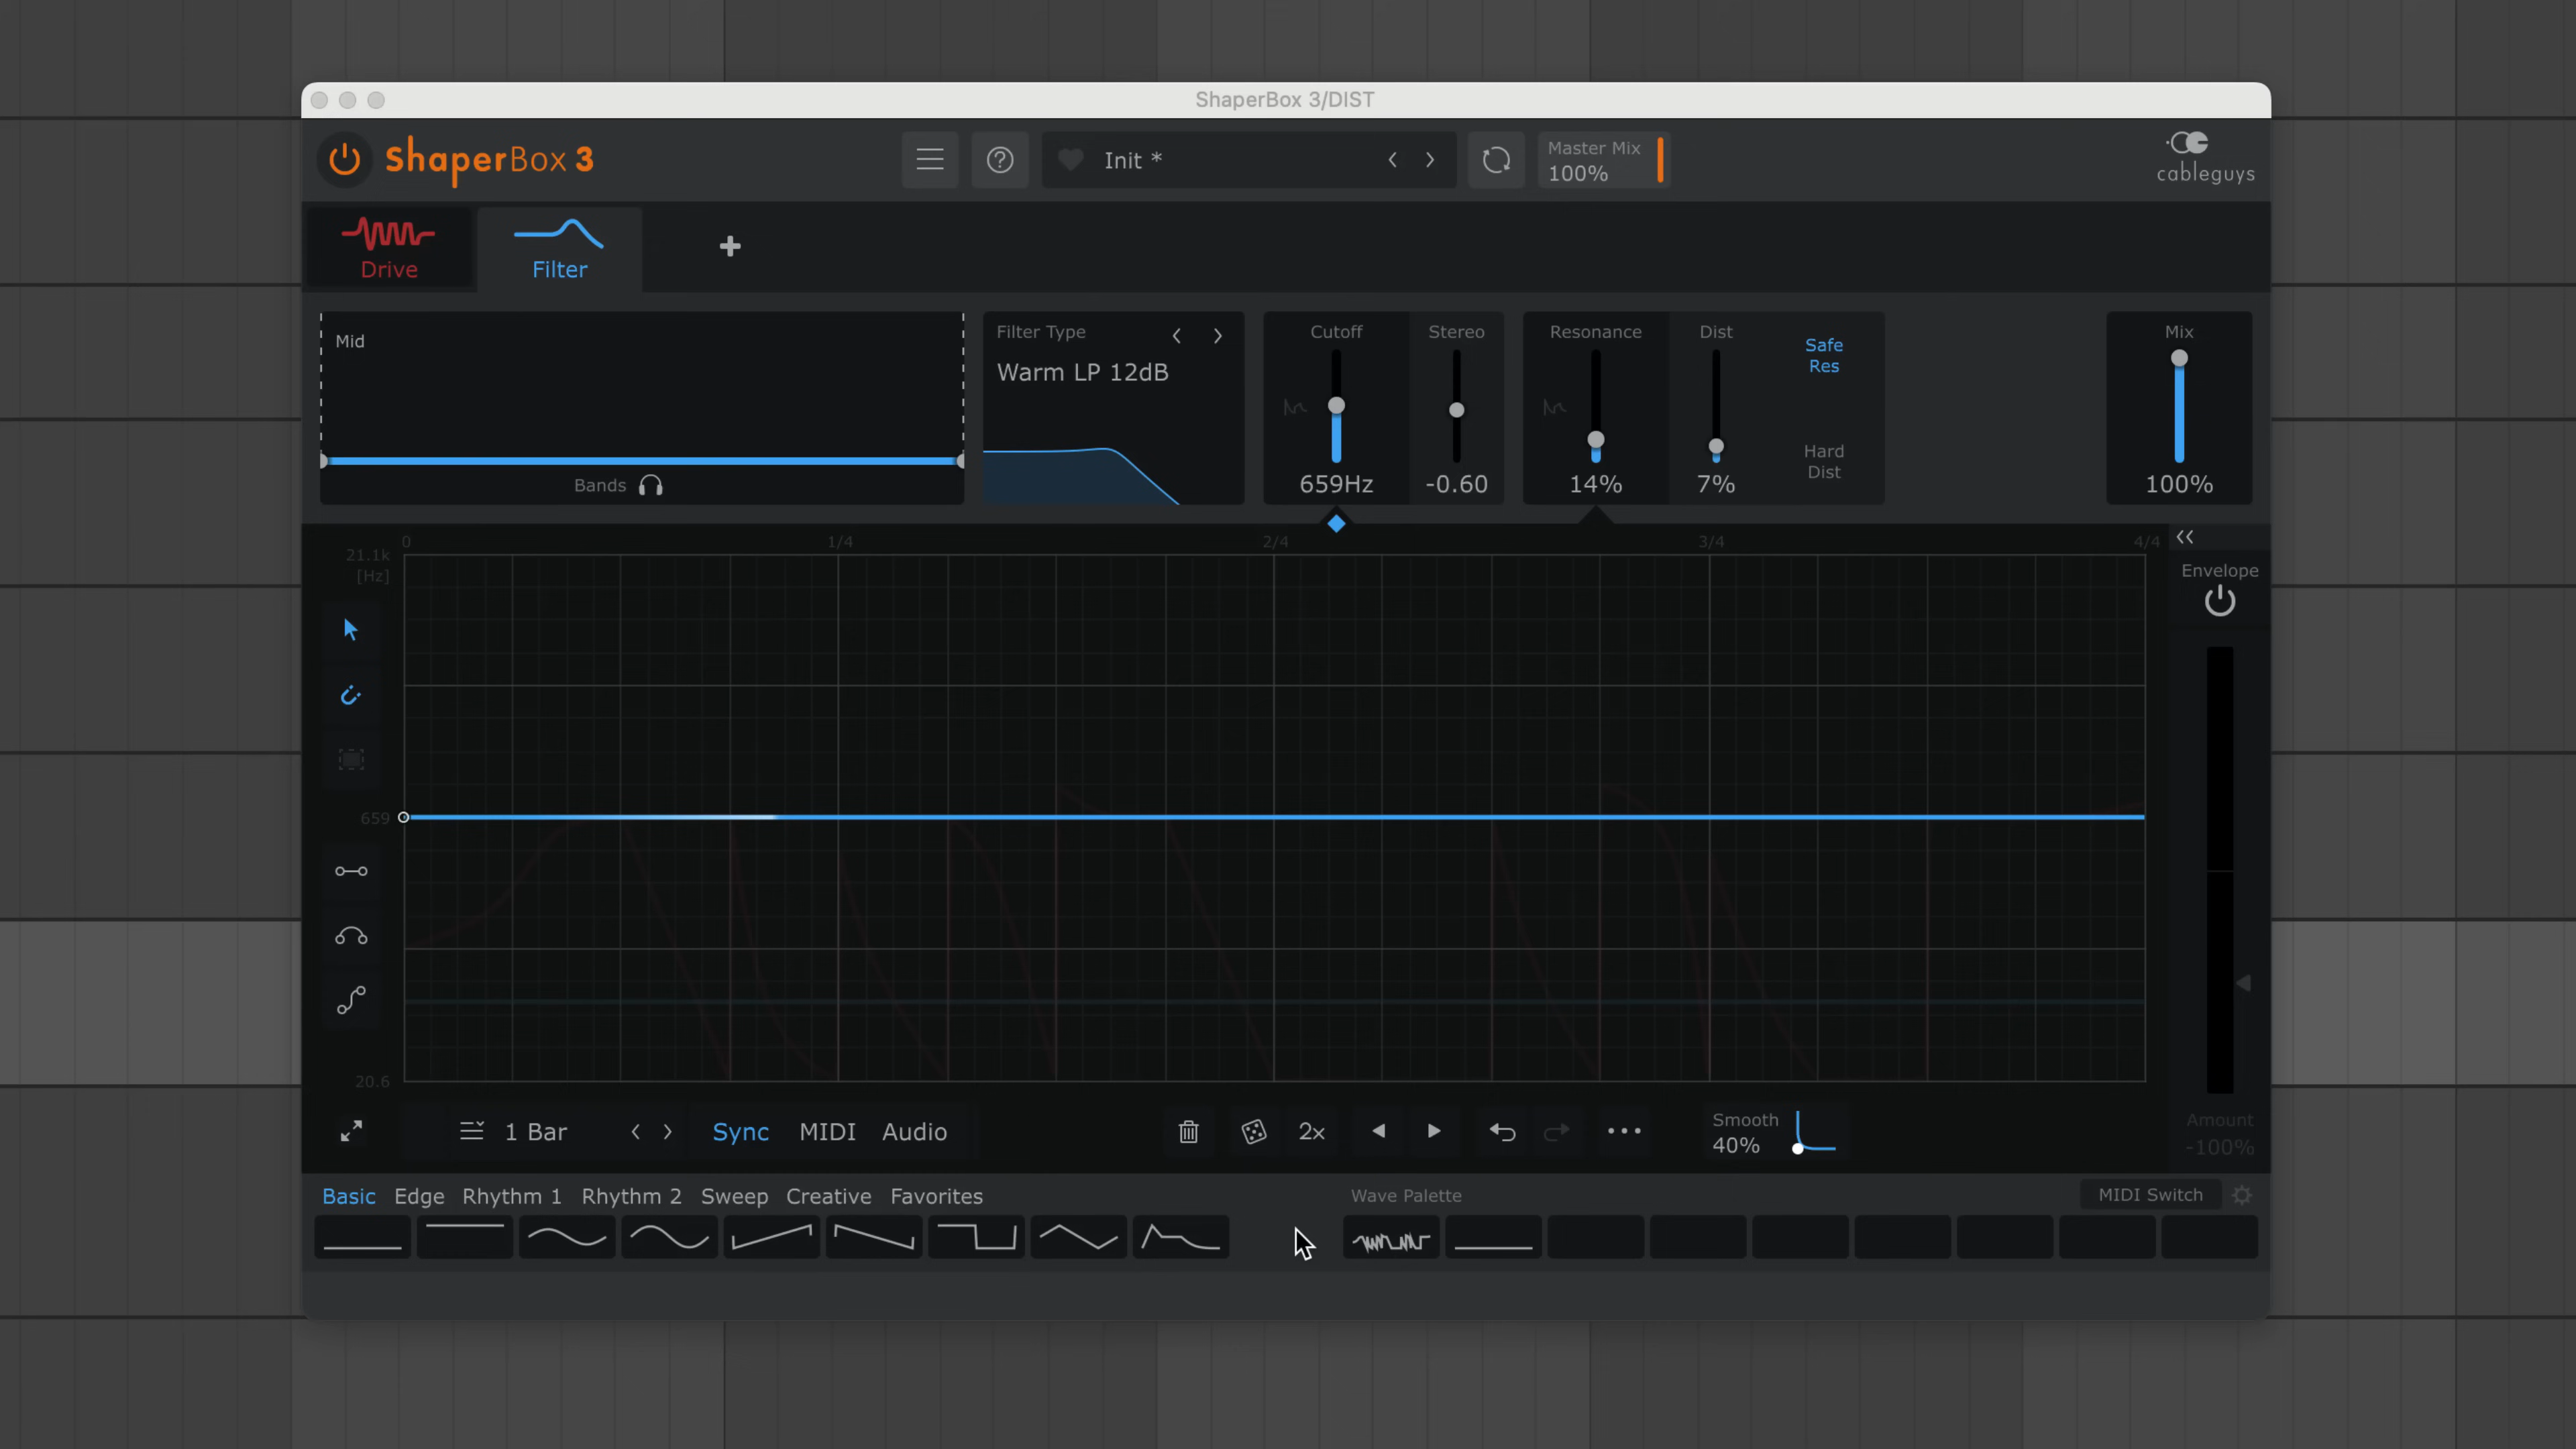 ShaperBox 3/DIST
ShaperBox 3
Init *
Master Mix
100%
cableguys
Drive
Filter
Mid
Bands
Filter Type
Warm LP 12dB
Cutoff
659Hz
Stereo
-0.60
Resonance
14%
Dist
7%
Safe
Res
Hard
Dist
Mix
100%
0 1/4 2/4 3/4 4/4
21.1k
[Hz]
659
20.6
Envelope
Amount
-100%
1 Bar
Sync MIDI Audio
2x
Smooth
40%
Basic Edge Rhythm 1 Rhythm 2 Sweep Creative Favorites
Wave Palette
MIDI Switch